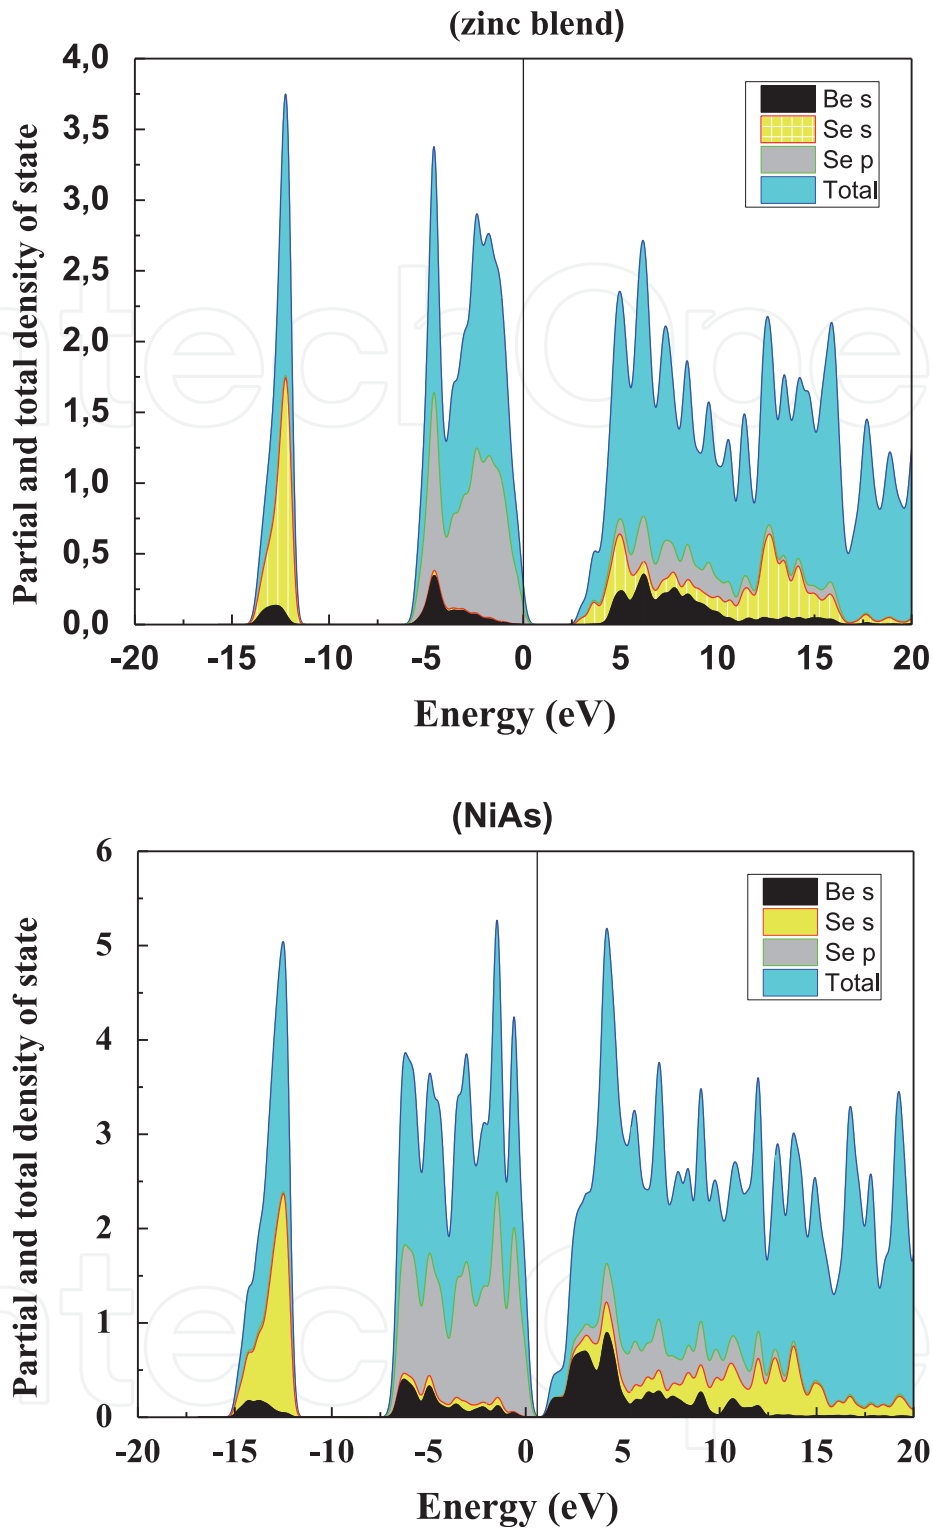 (zinc blend)
Partial and total density of state
4,0
3,5
3,0
2,5
2,0
1,5
1,0
0,5
0,0
Be s
Se s
Se p
Total
-20 -15 -10 -5 0 5 10 15 20
Energy (eV)
(NiAs)
Partial and total density of state
6
5
4
3
2
1
0
Be s
Se s
Se p
Total
-20 -15 -10 -5 0 5 10 15 20
Energy (eV)